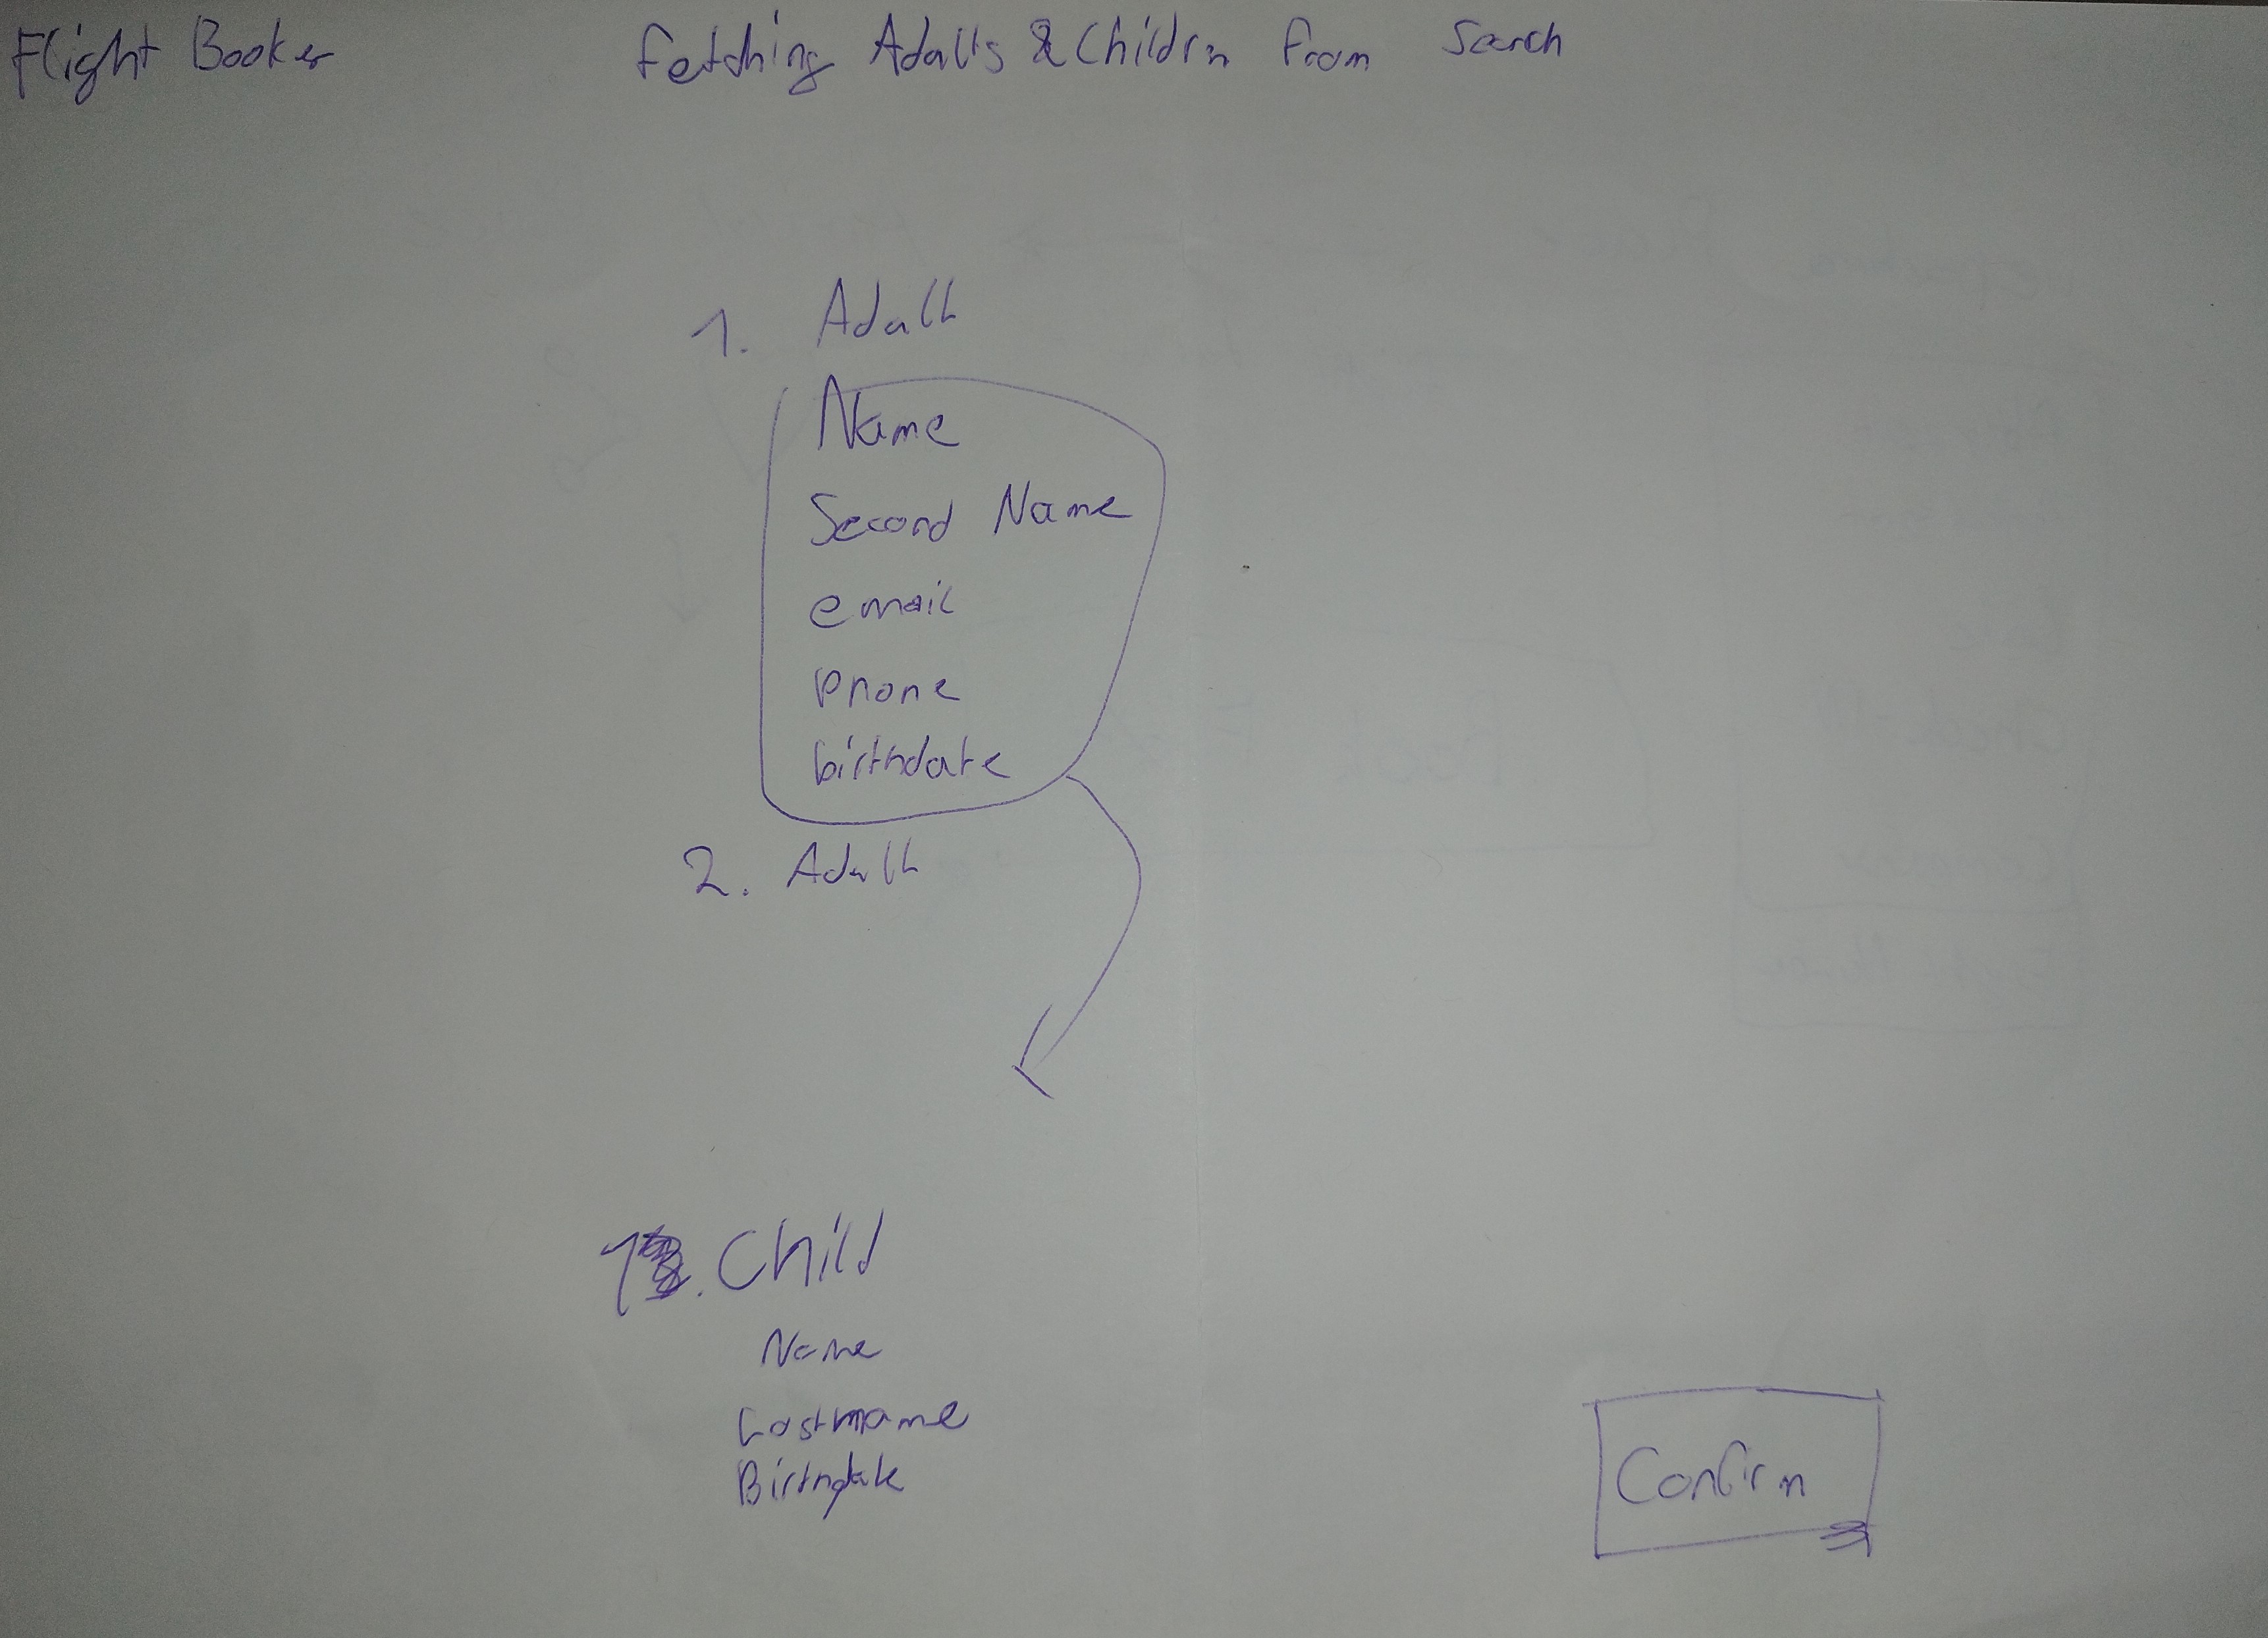 Flight Booker
Fetching Adults & Children From Search
1. Adult
Name
Second Name
email
phone
birthdate
2. Adult
1. Child
Name
Lastname
Birthdate
Confirm